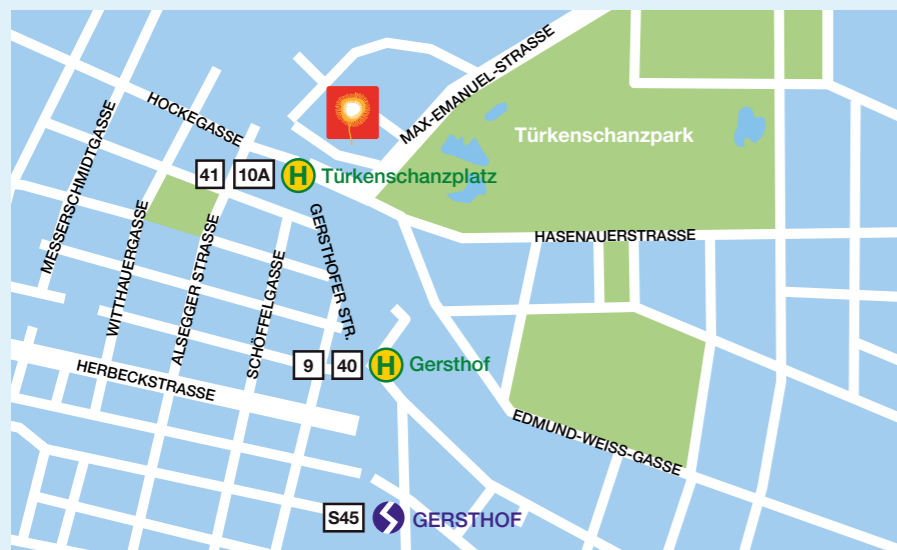 MAX-EMANUEL-STRASSE
HOCKEGASSE
Türkenschanzpark
MESSERSCHMIDTGASSE
41 10A H Türkenschanzplatz
WITTHAUERGASSE
ALSEGGER STRASSE
SCHÖFFELGASSE
GERSTHOFER STR.
HASENAUERSTRASSE
9 40 H Gersthof
HERBECKSTRASSE
EDMUND-WEISS-GASSE
S45 GERSTHOF